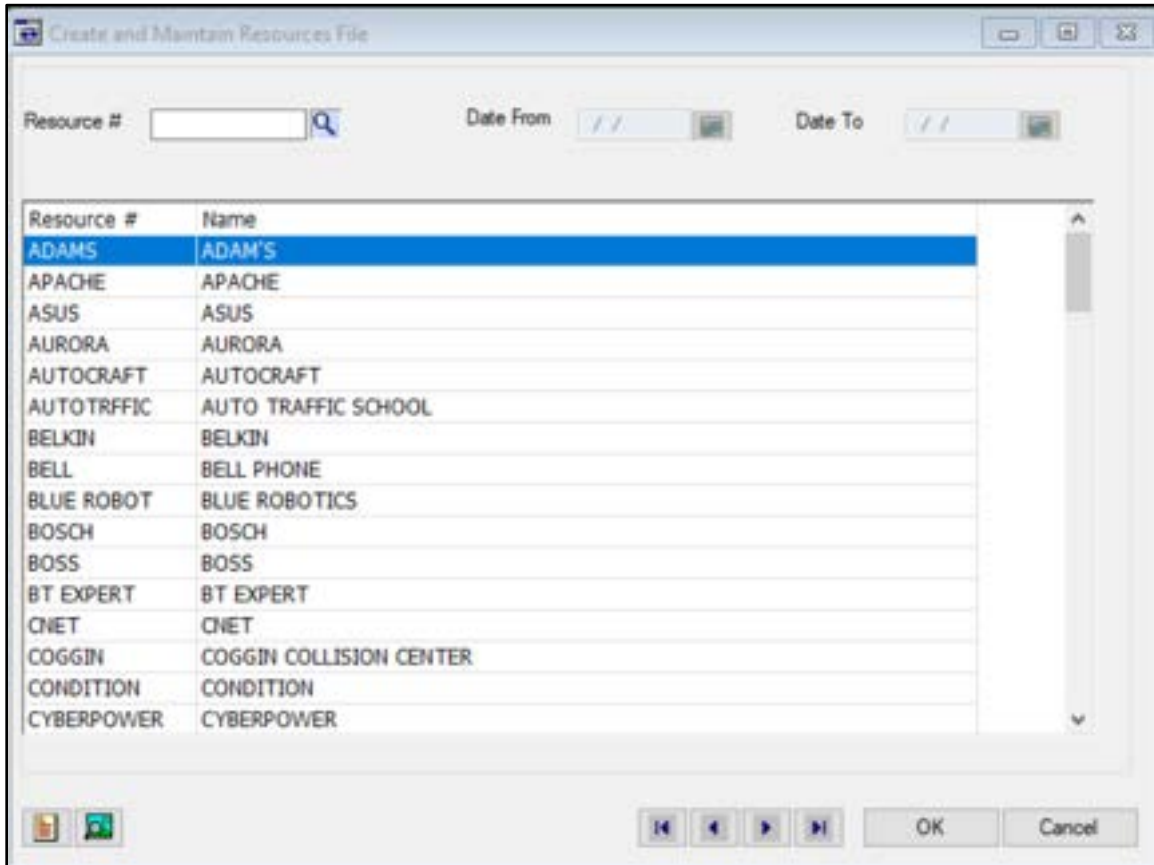 Create and Maintain Resources File
Resource # Date From / / Date To / /
Resource # Name
ADAMS ADAM'S
APACHE APACHE
ASUS ASUS
AURORA AURORA
AUTOCRAFT AUTOCRAFT
AUTOTRFFIC AUTO TRAFFIC SCHOOL
BELKIN BELKIN
BELL BELL PHONE
BLUE ROBOT BLUE ROBOTICS
BOSCH BOSCH
BOSS BOSS
BT EXPERT BT EXPERT
CNET CNET
COGGIN COGGIN COLLISION CENTER
CONDITION CONDITION
CYBERPOWER CYBERPOWER
OK Cancel